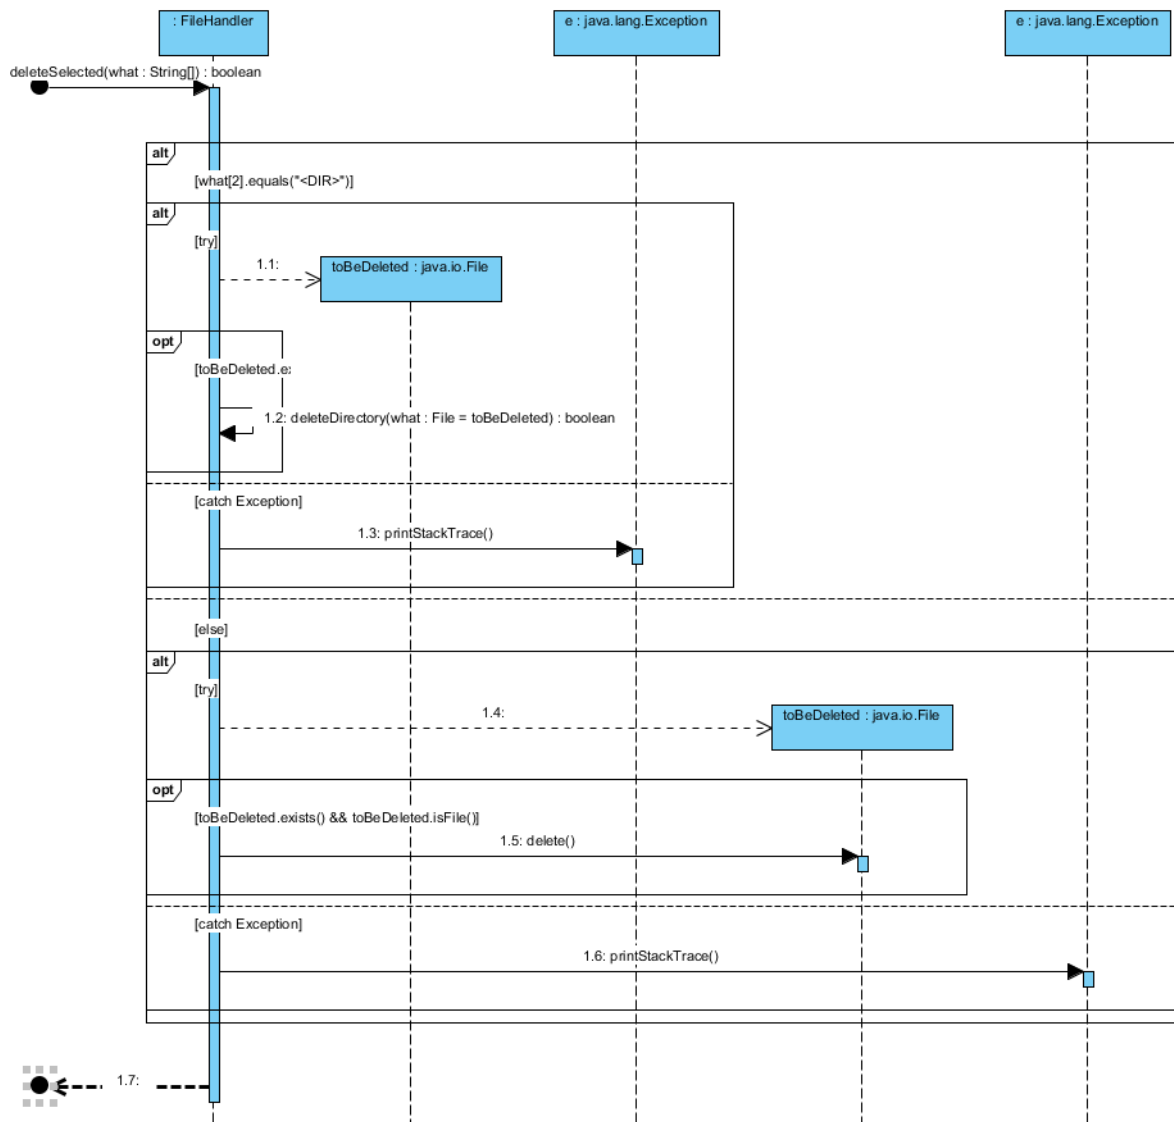 : FileHandler
e : java.lang.Exception
e : java.lang.Exception
deleteSelected(what : String[]) : boolean
alt
[what[2].equals("<DIR>")]
alt
[try]
1.1:
toBeDeleted : java.io.File
opt
[toBeDeleted.ex
1.2: deleteDirectory(what : File = toBeDeleted) : boolean
[catch Exception]
1.3: printStackTrace()
[else]
alt
[try]
1.4:
toBeDeleted : java.io.File
opt
[toBeDeleted.exists() && toBeDeleted.isFile()]
1.5: delete()
[catch Exception]
1.6: printStackTrace()
1.7: